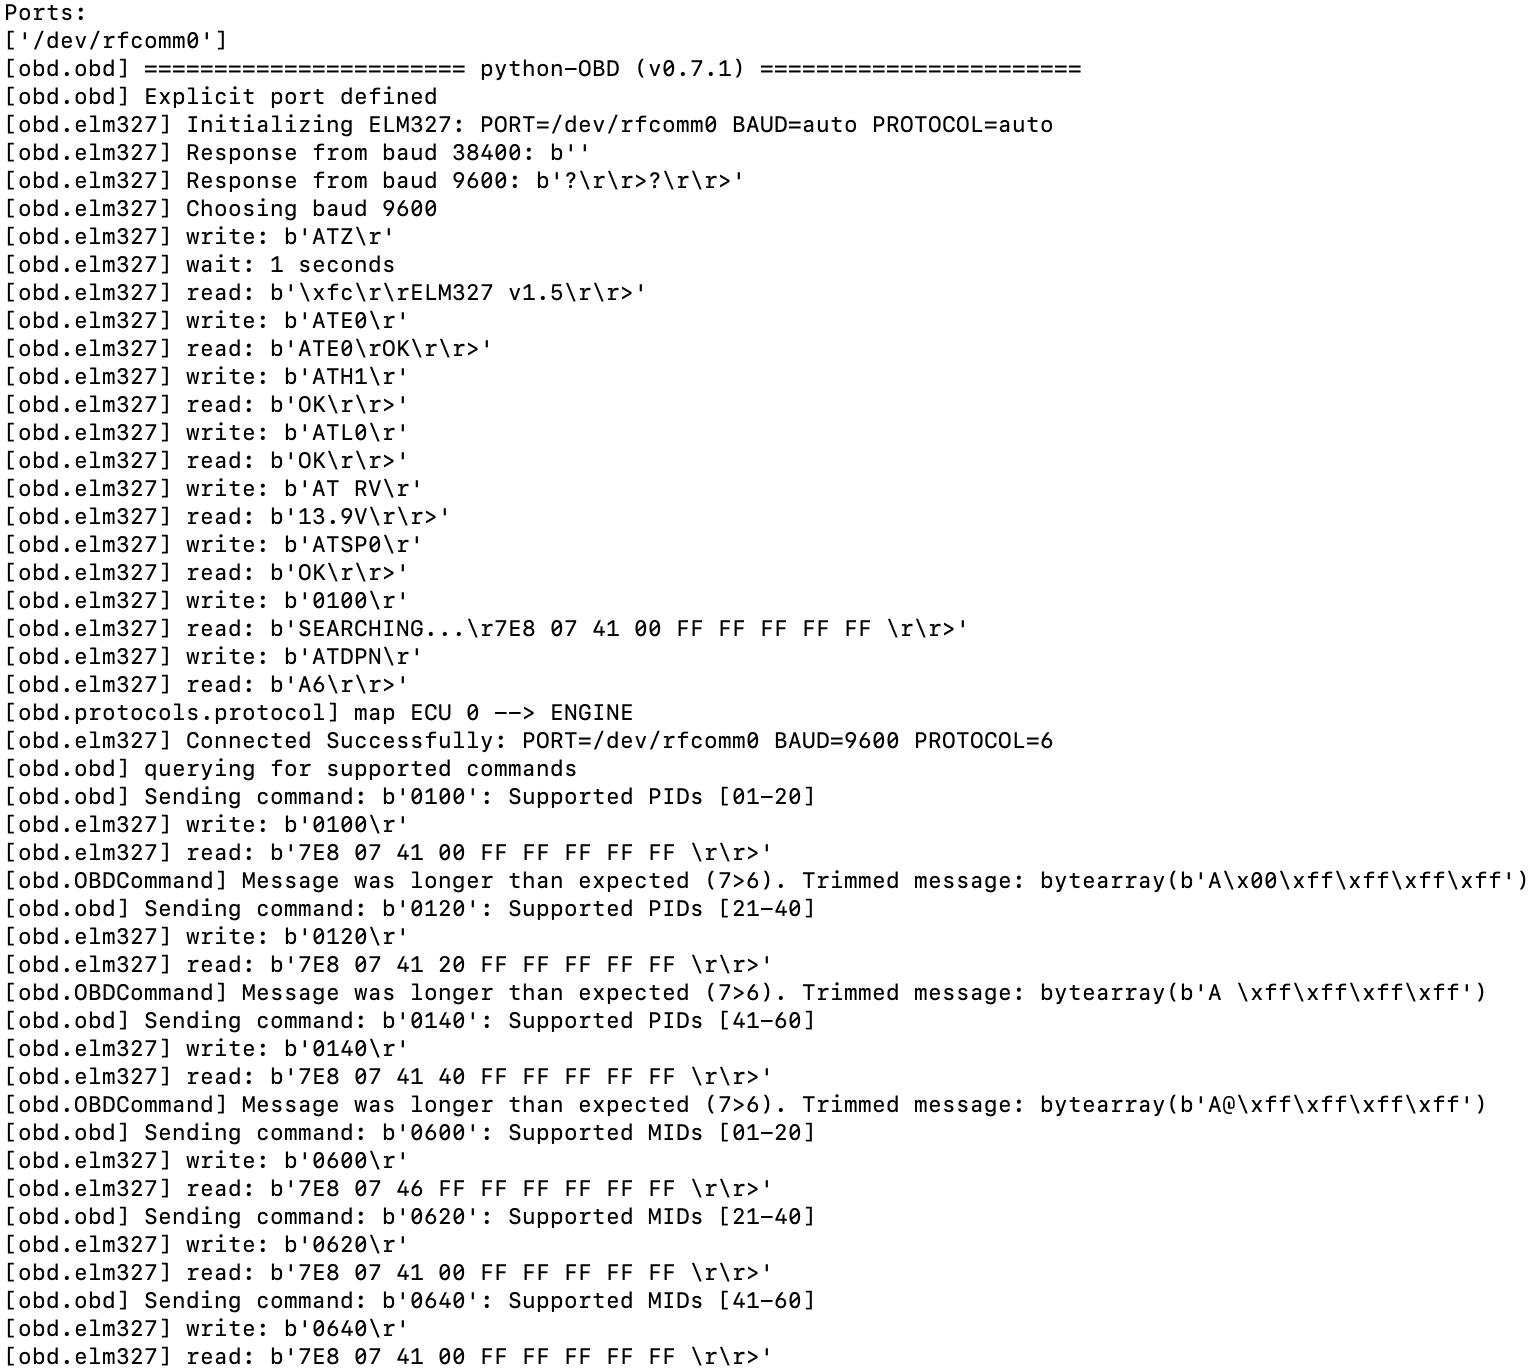 Ports:
['/dev/rfcomm0']
[obd.obd] ======================= python-OBD (v0.7.1) =======================
[obd.obd] Explicit port defined
[obd.elm327] Initializing ELM327: PORT=/dev/rfcomm0 BAUD=auto PROTOCOL=auto
[obd.elm327] Response from baud 38400: b''
[obd.elm327] Response from baud 9600: b'?\r\r>?\r\r>'
[obd.elm327] Choosing baud 9600
[obd.elm327] write: b'ATZ\r'
[obd.elm327] wait: 1 seconds
[obd.elm327] read: b'\xfc\r\rELM327 v1.5\r\r>'
[obd.elm327] write: b'ATE0\r'
[obd.elm327] read: b'ATE0\rOK\r\r>'
[obd.elm327] write: b'ATH1\r'
[obd.elm327] read: b'OK\r\r>'
[obd.elm327] write: b'ATL0\r'
[obd.elm327] read: b'OK\r\r>'
[obd.elm327] write: b'AT RV\r'
[obd.elm327] read: b'13.9V\r\r>'
[obd.elm327] write: b'ATSP0\r'
[obd.elm327] read: b'OK\r\r>'
[obd.elm327] write: b'0100\r'
[obd.elm327] read: b'SEARCHING...\r7E8 07 41 00 FF FF FF FF FF \r\r>'
[obd.elm327] write: b'ATDPN\r'
[obd.elm327] read: b'A6\r\r>'
[obd.protocols.protocol] map ECU 0 --> ENGINE
[obd.elm327] Connected Successfully: PORT=/dev/rfcomm0 BAUD=9600 PROTOCOL=6
[obd.obd] querying for supported commands
[obd.obd] Sending command: b'0100': Supported PIDs [01-20]
[obd.elm327] write: b'0100\r'
[obd.elm327] read: b'7E8 07 41 00 FF FF FF FF FF \r\r>'
[obd.OBDCommand] Message was longer than expected (7>6). Trimmed message: bytearray(b'A\x00\xff\xff\xff\xff')
[obd.obd] Sending command: b'0120': Supported PIDs [21-40]
[obd.elm327] write: b'0120\r'
[obd.elm327] read: b'7E8 07 41 20 FF FF FF FF FF \r\r>'
[obd.OBDCommand] Message was longer than expected (7>6). Trimmed message: bytearray(b'A \xff\xff\xff\xff')
[obd.obd] Sending command: b'0140': Supported PIDs [41-60]
[obd.elm327] write: b'0140\r'
[obd.elm327] read: b'7E8 07 41 40 FF FF FF FF FF \r\r>'
[obd.OBDCommand] Message was longer than expected (7>6). Trimmed message: bytearray(b'A@\xff\xff\xff\xff')
[obd.obd] Sending command: b'0600': Supported MIDs [01-20]
[obd.elm327] write: b'0600\r'
[obd.elm327] read: b'7E8 07 46 FF FF FF FF FF FF \r\r>'
[obd.obd] Sending command: b'0620': Supported MIDs [21-40]
[obd.elm327] write: b'0620\r'
[obd.elm327] read: b'7E8 07 41 00 FF FF FF FF FF \r\r>'
[obd.obd] Sending command: b'0640': Supported MIDs [41-60]
[obd.elm327] write: b'0640\r'
[obd.elm327] read: b'7E8 07 41 00 FF FF FF FF FF \r\r>'